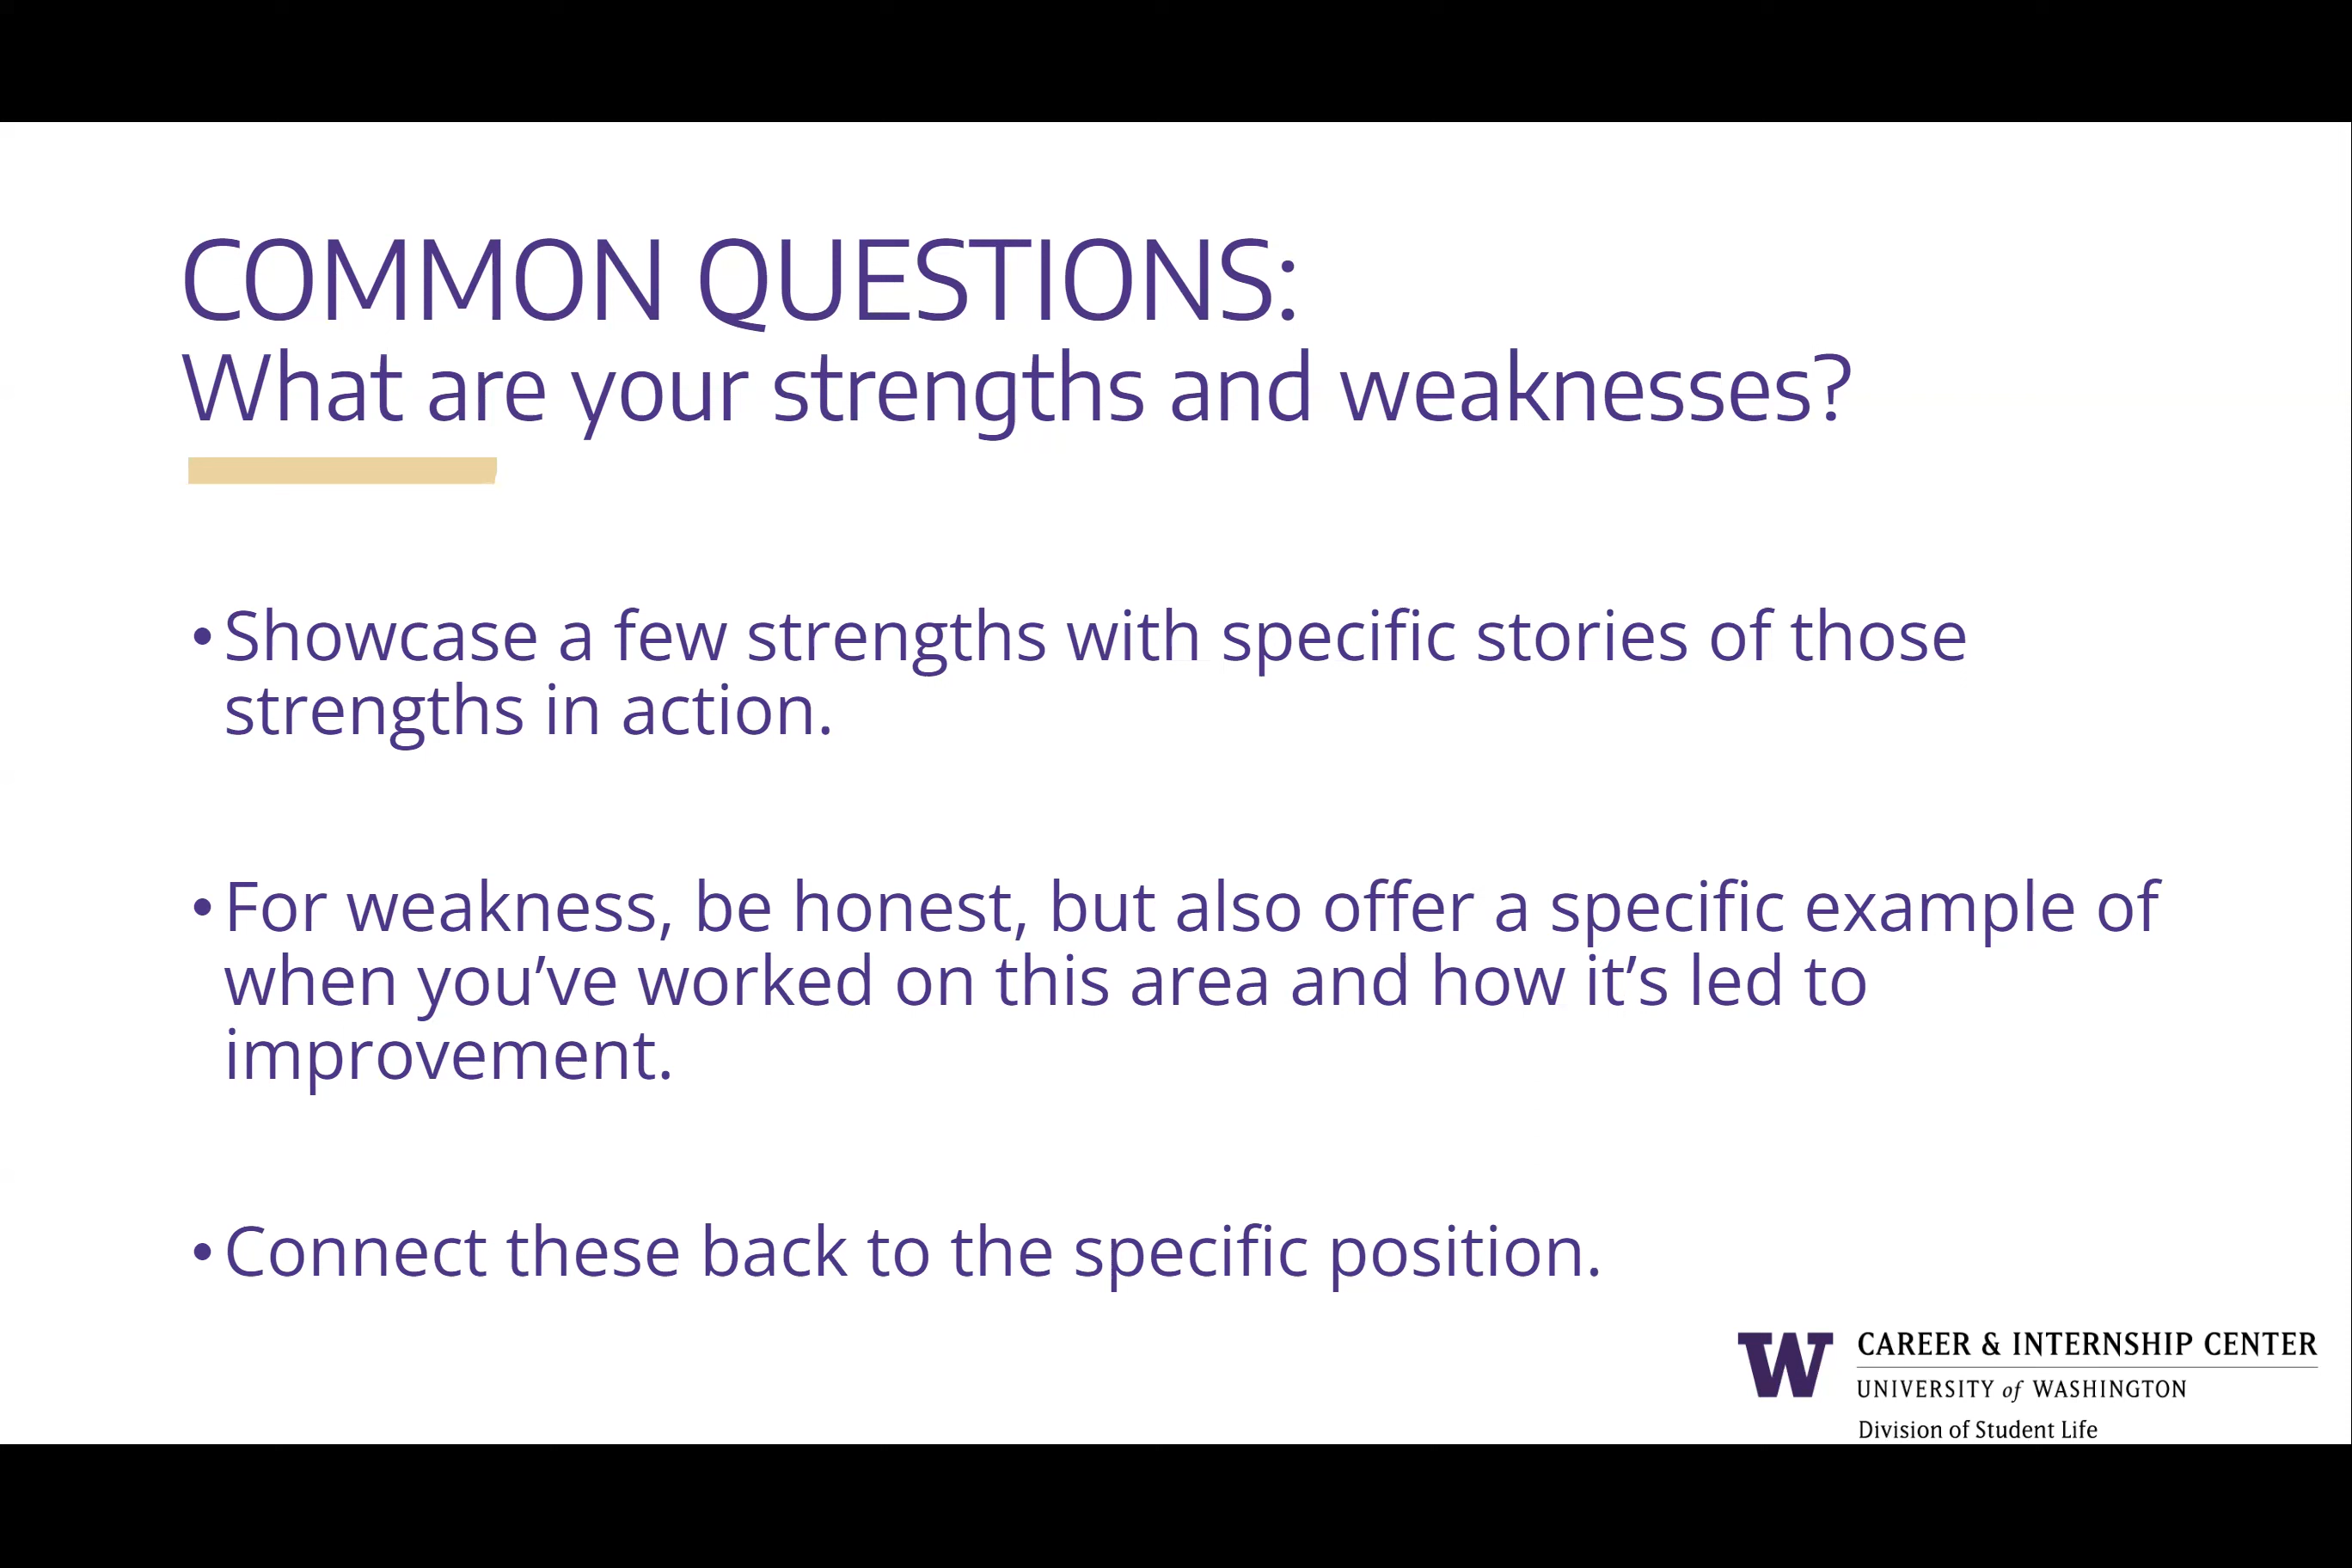 COMMON QUESTIONS:
What are your strengths and weaknesses?
• Showcase a few strengths with specific stories of those
strengths in action.
• For weakness, be honest, but also offer a specific example of
when you’ve worked on this area and how it’s led to
improvement.
• Connect these back to the specific position.
W
CAREER & INTERNSHIP CENTER
UNIVERSITY of WASHINGTON
Division of Student Life